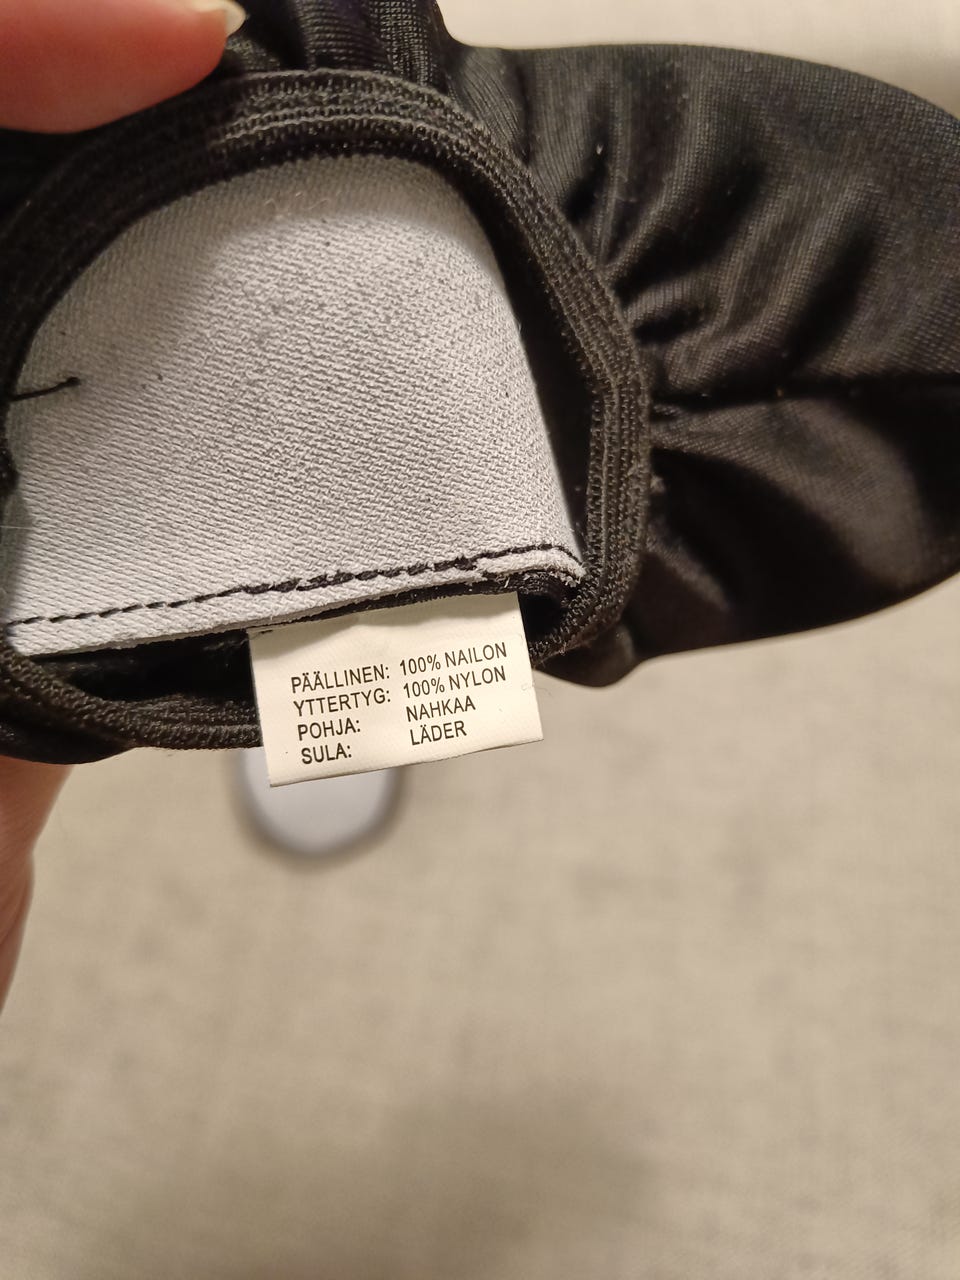 PÄÄLLINEN: 100% NAILON
YTTERTYG: 100% NYLON
POHJA: NAHKAA
SULA: LÄDER